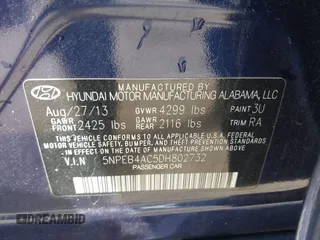 MANUFACTURED BY
HYUNDAI MOTOR MANUFACTURING ALABAMA, LLC
Aug/27/13 GVWR 4299 lbs PAINT 3U
GAWR FRONT 2425 lbs GAWR REAR 2116 lbs TRIM RA
THIS VEHICLE CONFORMS TO ALL APPLICABLE
FEDERAL MOTOR VEHICLE SAFETY, BUMPER,
AND THEFT PREVENTION STANDARDS IN EFFECT ON
THE DATE OF MANUFACTURE SHOWN ABOVE.
V.I.N 5NPEB4AC5DH802732
PASSENGER CAR
DREAMBID